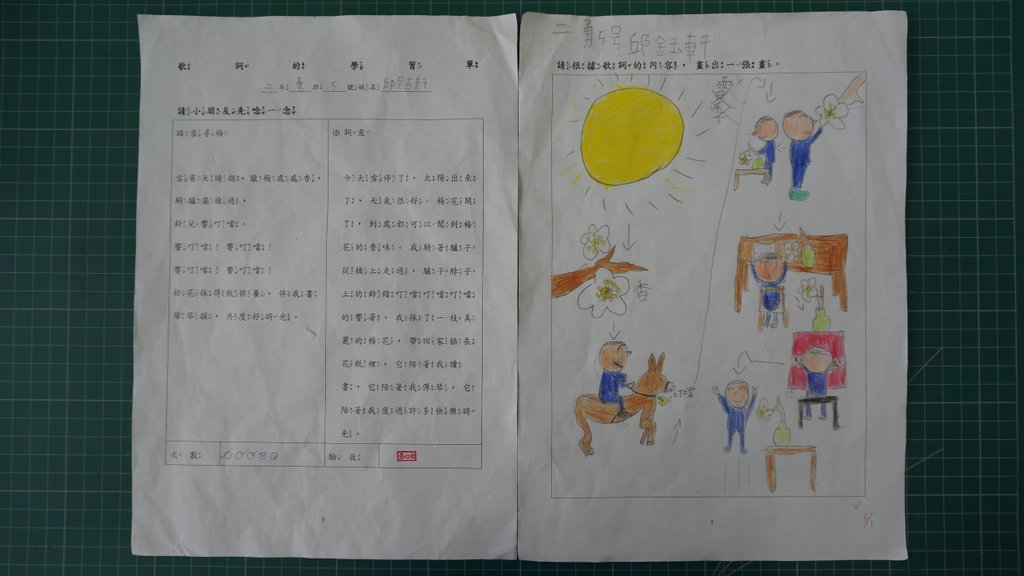 歌詞的學習單
二年勇班5號姓名邱鈺軒
請小朋友先唸一念
踏雪尋梅
雪霽天晴朗，臘梅處處香，
騎驢灞橋過，
鈴兒響叮噹。
響叮噹！響叮噹！
響叮噹！響叮噹！
好花採得瓶供養，伴我書
聲琴韻，共度好時光。
※詞意
今天雪停了，太陽出來
了，天氣很好。梅花開
了，到處都可以聞到梅
花的香味。我騎著驢子，
從橋上走過，驢子脖子
上的鈴鐺叮噹叮噹叮噹
的響著。我採了一枝美
麗的梅花，帶回家插在
花瓶裡，它陪著我讀
書，它陪著我彈琴，它
陪著我度過許多快樂時
光。
次數
驗收
3
二勇5号邱鈺軒
請根據歌詞的內容，畫出一張畫。
香
叮噹
3